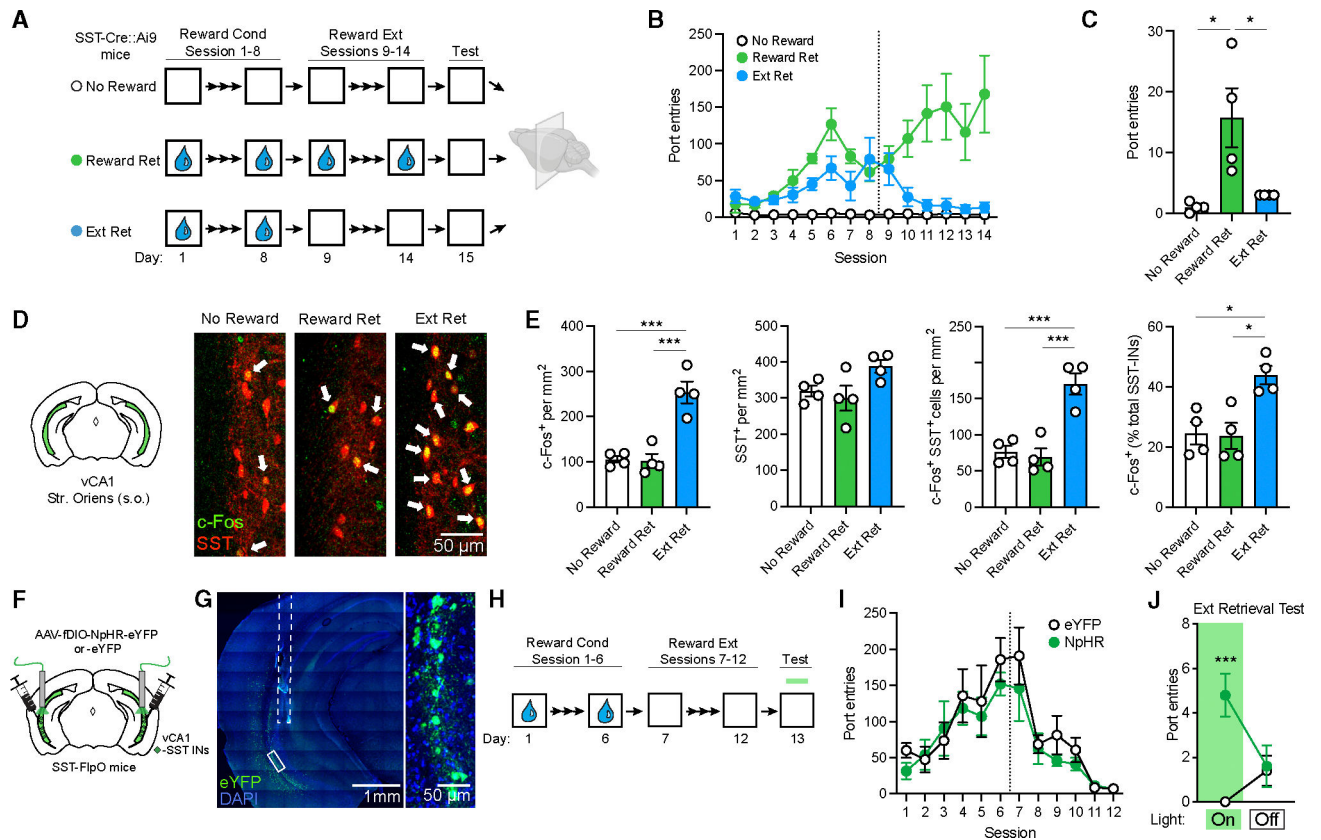 A
SST-Cre::Ai9
mice
Reward Cond
Session 1-8
Reward Ext
Sessions 9-14
Test
No Reward
Reward Ret
Ext Ret
Day: 1 8 9 14 15
B
No Reward
Reward Ret
Ext Ret
Port entries
250
200
150
100
50
0
1 2 3 4 5 6 7 8 9 10 11 12 13 14
Session
C
* *
Port entries
30
20
10
0
No Reward
Reward Ret
Ext Ret
D
vCA1
Str. Oriens (s.o.)
No Reward Reward Ret Ext Ret
c-Fos
SST
50 µm
E
c-Fos+ per mm2
400
300
200
100
0
***
***
No Reward
Reward Ret
Ext Ret
SST+ per mm2
500
400
300
200
100
0
No Reward
Reward Ret
Ext Ret
c-Fos+ SST+cells per mm2
250
200
150
100
50
0
***
***
No Reward
Reward Ret
Ext Ret
c-Fos+ (% total SST-INs)
60
40
20
0
*
*
No Reward
Reward Ret
Ext Ret
F
AAV-fDIO-NpHR-eYFP
or -eYFP
vCA1
-SST INs
SST-FlpO mice
G
eYFP
DAPI
1mm
50 µm
H
Reward Cond
Session 1-6
Reward Ext
Sessions 7-12
Test
Day: 1 6 7 12 13
I
eYFP
NpHR
Port entries
250
200
150
100
50
0
1 2 3 4 5 6 7 8 9 10 11 12
Session
J
Ext Retrieval Test
Port entries
8
6
4
2
0
***
Light: On Off